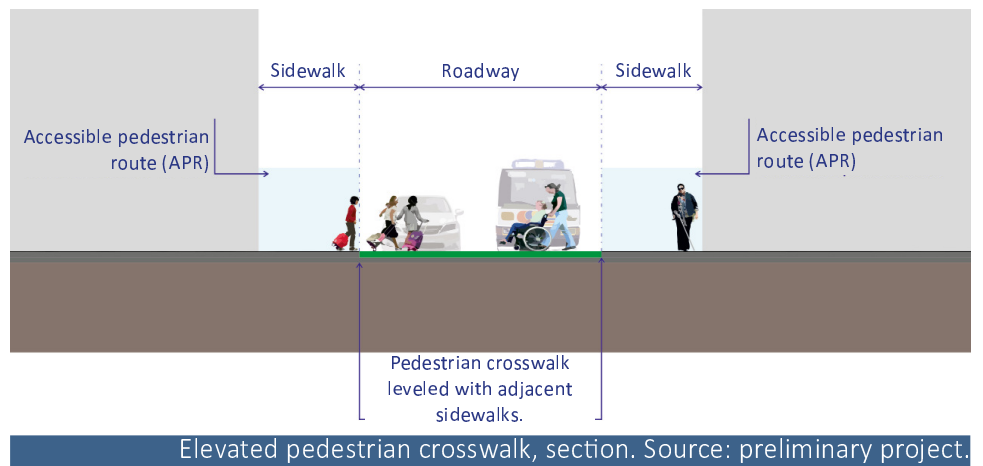 Sidewalk
Roadway
Sidewalk
Accessible pedestrian
route (APR)
Accessible pedestrian
route (APR)
Pedestrian crosswalk
leveled with adjacent
sidewalks.
Elevated pedestrian crosswalk, section. Source: preliminary project.